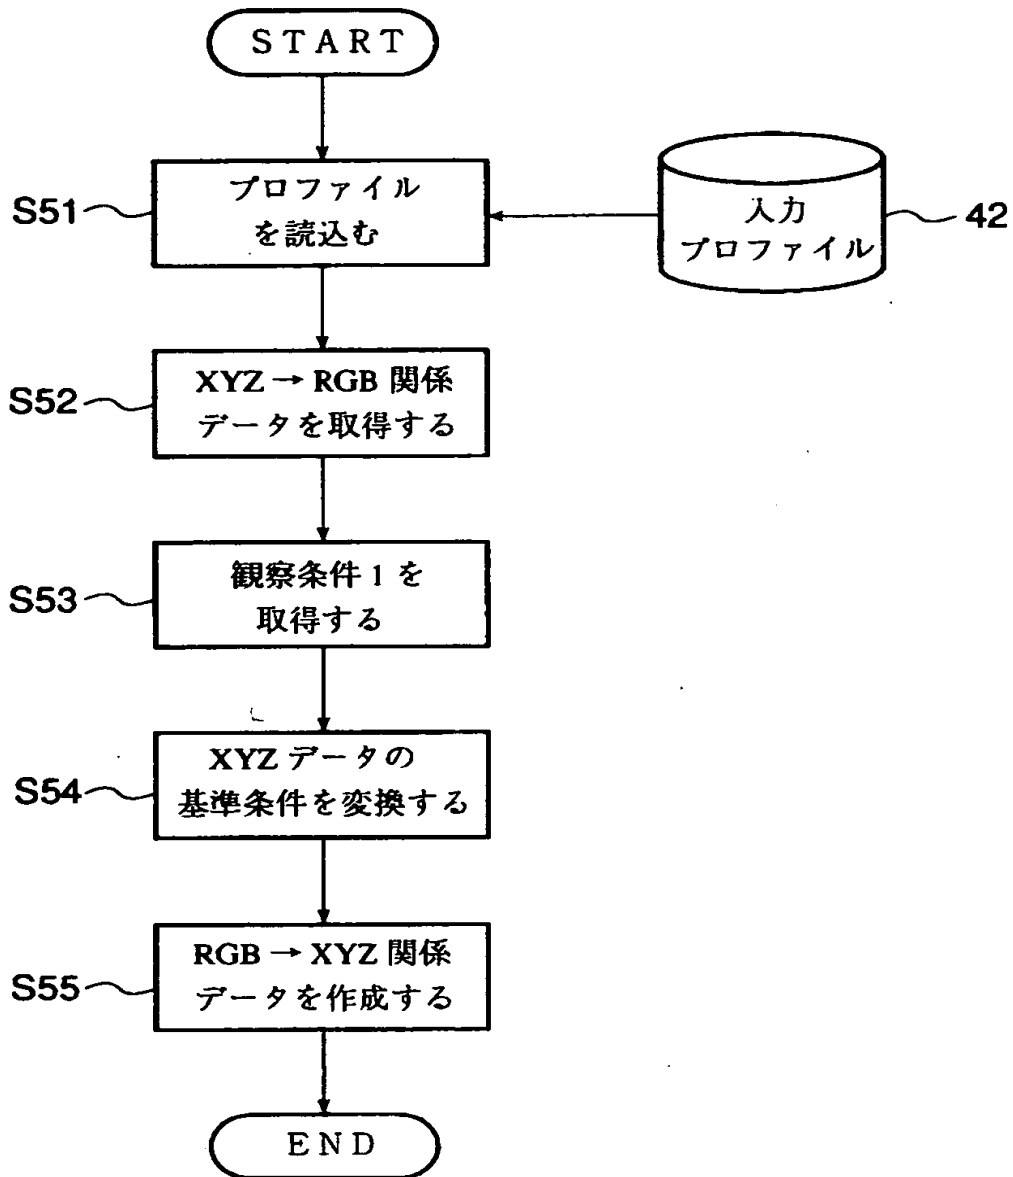 START
S51
プロファイル
を読込む
入力
プロファイル
42
S52
XYZ → RGB 関係
データを取得する
S53
観察条件 1 を
取得する
S54
XYZ データの
基準条件を変換する
S55
RGB → XYZ 関係
データを作成する
END